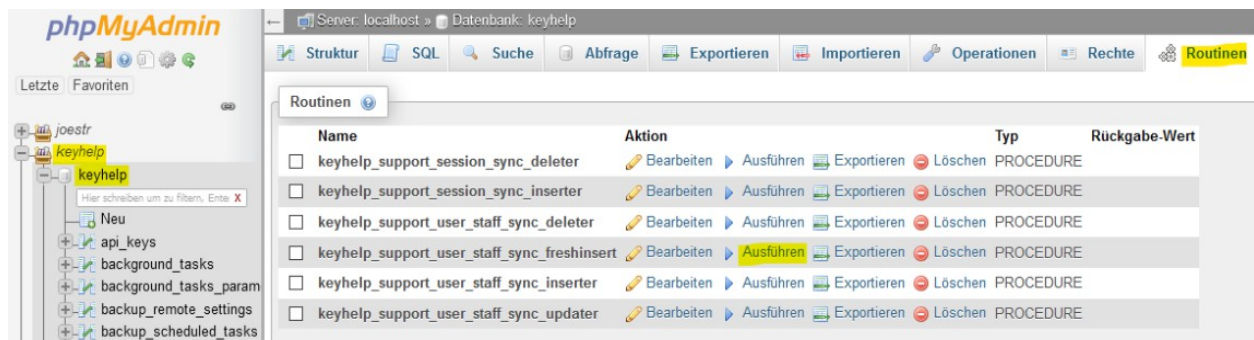 phpMyAdmin
Letzte Favoriten
joestr
keyhelp
keyhelp
Hier schreiben um zu filtern, Ente X
Neu
api_keys
background_tasks
background_tasks_param
backup_remote_settings
backup_scheduled_tasks
Server: localhost » Datenbank: keyhelp
Struktur SQL Suche Abfrage Exportieren Importieren Operationen Rechte Routinen
Routinen
Name Aktion Typ Rückgabe-Wert
keyhelp_support_session_sync_deleter Bearbeiten Ausführen Exportieren Löschen PROCEDURE
keyhelp_support_session_sync_inserter Bearbeiten Ausführen Exportieren Löschen PROCEDURE
keyhelp_support_user_staff_sync_deleter Bearbeiten Ausführen Exportieren Löschen PROCEDURE
keyhelp_support_user_staff_sync_freshinsert Bearbeiten Ausführen Exportieren Löschen PROCEDURE
keyhelp_support_user_staff_sync_inserter Bearbeiten Ausführen Exportieren Löschen PROCEDURE
keyhelp_support_user_staff_sync_updater Bearbeiten Ausführen Exportieren Löschen PROCEDURE